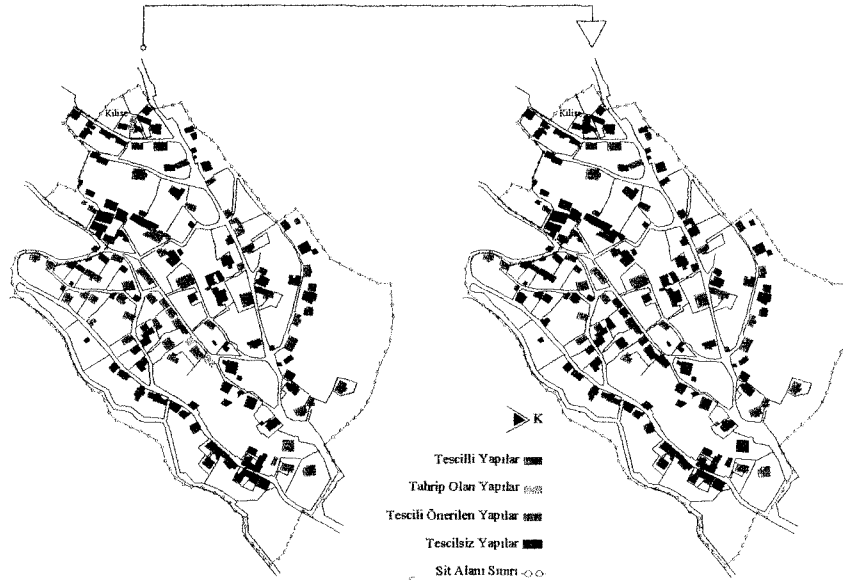 Kilise
Kilise
K
Tescilli Yapılar
Tahrip Olan Yapılar
Tescili Önerilen Yapılar
Tescilsiz Yapılar
Sit Alanı Sınırı